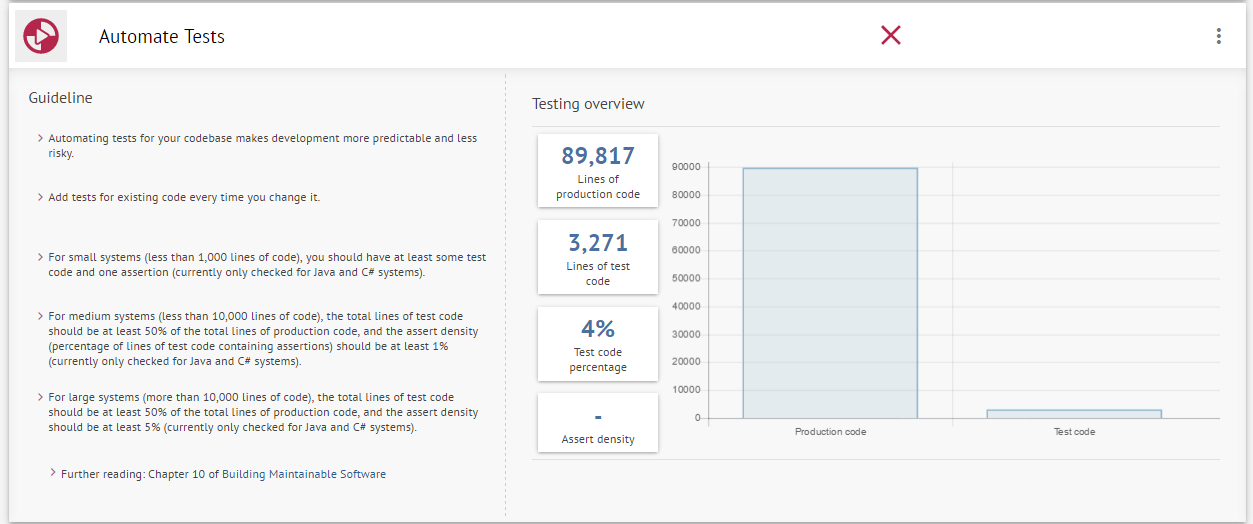 Automate Tests
Guideline
Automating tests for your codebase makes development more predictable and less
risky.
Add tests for existing code every time you change it.
For small systems (less than 1,000 lines of code), you should have at least some test
code and one assertion (currently only checked for Java and C# systems).
For medium systems (less than 10,000 lines of code), the total lines of test code
should be at least 50% of the total lines of production code, and the assert density
(percentage of lines of test code containing assertions) should be at least 1%
(currently only checked for Java and C# systems).
For large systems (more than 10,000 lines of code), the total lines of test code
should be at least 50% of the total lines of production code, and the assert density
should be at least 5% (currently only checked for Java and C# systems).
Further reading: Chapter 10 of Building Maintainable Software
Testing overview
89,817
Lines of
production code
3,271
Lines of test
code
4%
Test code
percentage
-
Assert density
90000
80000
70000
60000
50000
40000
30000
20000
10000
0
Production code
Test code